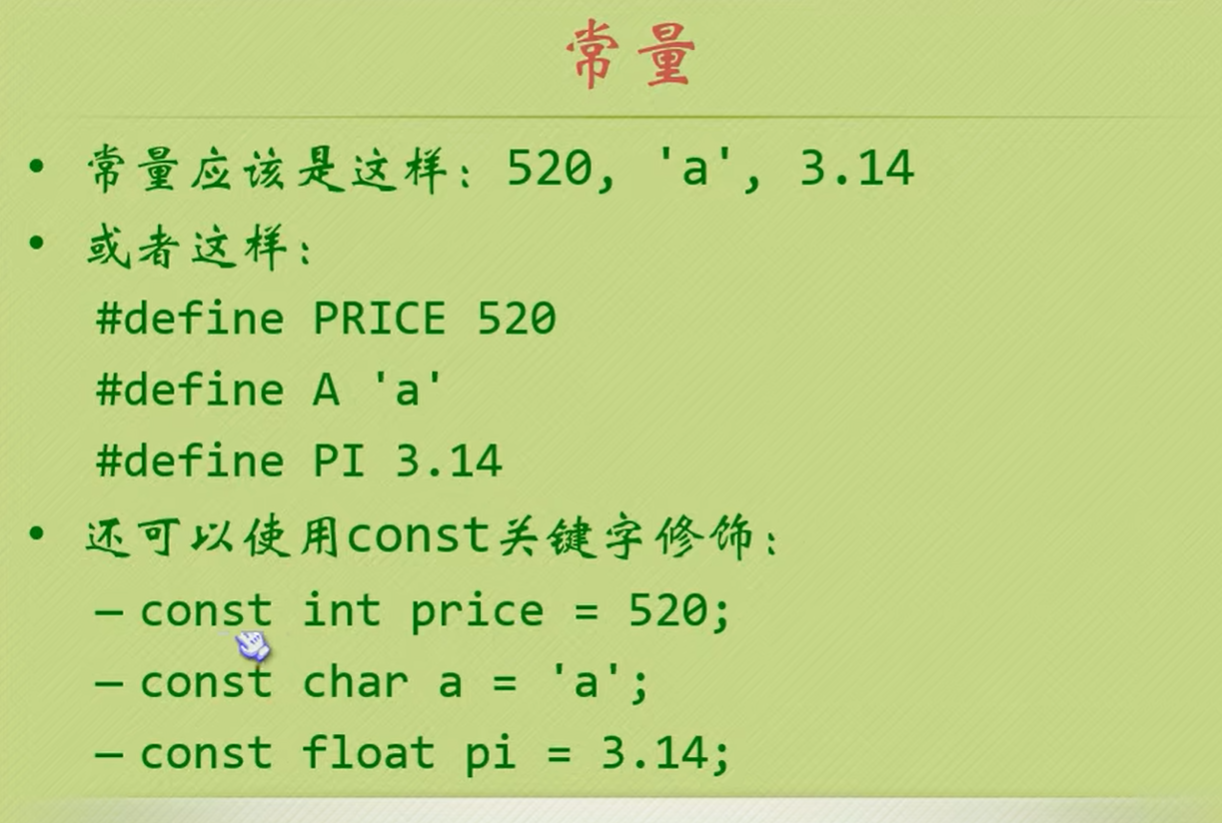 常量
• 常量应该是这样：520, 'a', 3.14
• 或者这样：
#define PRICE 520
#define A 'a'
#define PI 3.14
• 还可以使用const关键字修饰：
– const int price = 520;
– const char a = 'a';
– const float pi = 3.14;